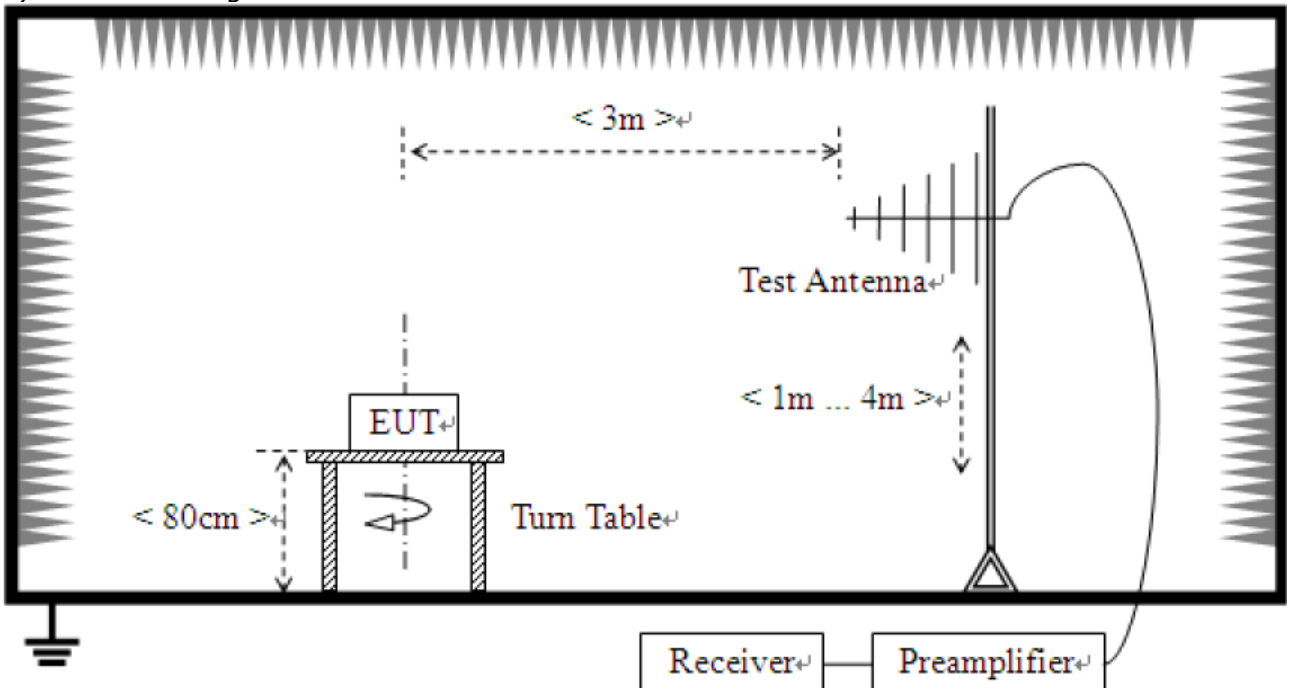 < 3m >↵
Test Antenna↵
< 1m ... 4m >↵
EUT↵
< 80cm >↵
Turn Table↵
Receiver↵
Preamplifier↵